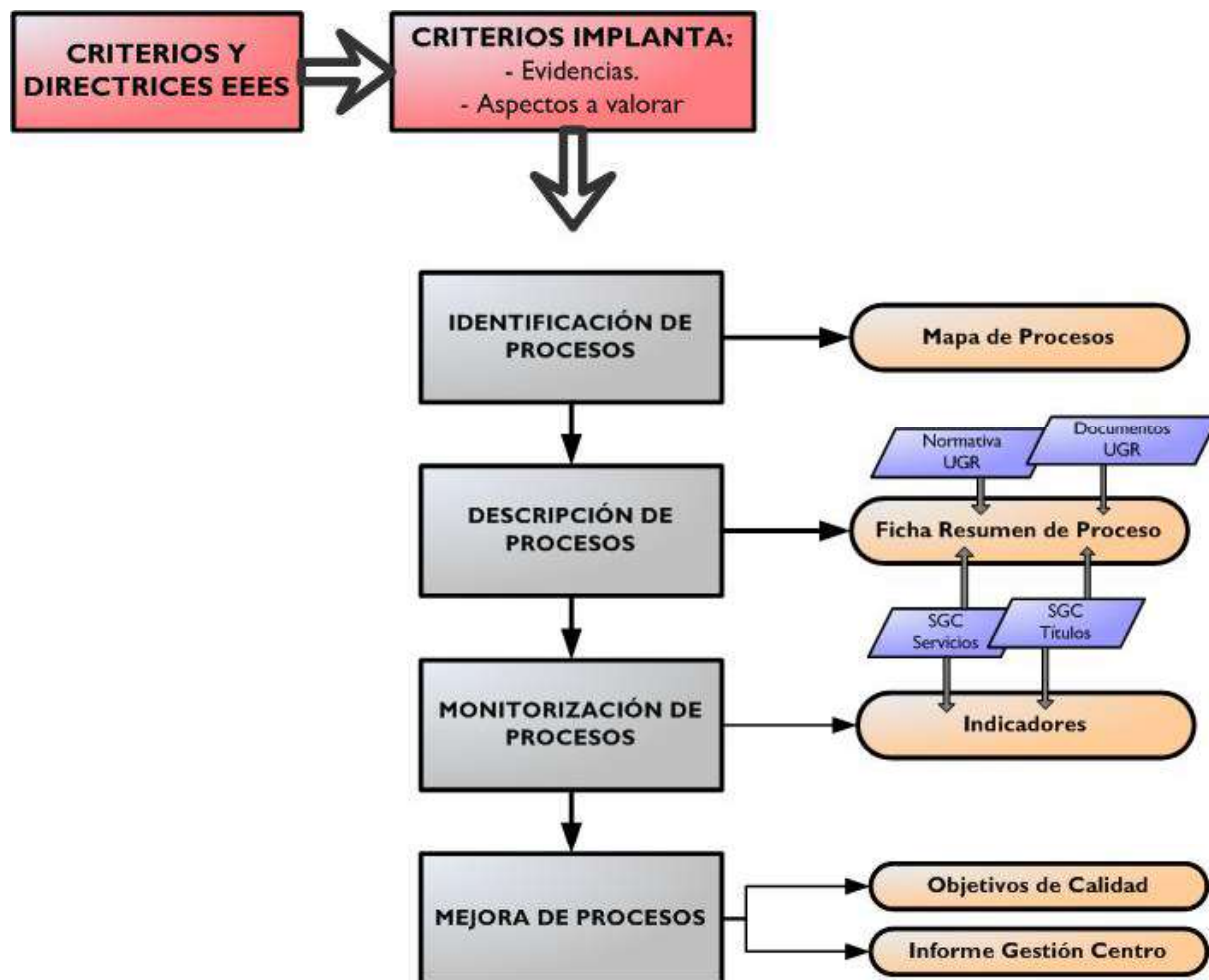 CRITERIOS Y
DIRECTRICES EEES
CRITERIOS IMPLANTA:
- Evidencias.
- Aspectos a valorar
IDENTIFICACIÓN DE
PROCESOS
Mapa de Procesos
Normativa
UGR
Documentos
UGR
DESCRIPCIÓN DE
PROCESOS
Ficha Resumen de Proceso
SGC
Servicios
SGC
Títulos
MONITORIZACIÓN DE
PROCESOS
Indicadores
MEJORA DE PROCESOS
Objetivos de Calidad
Informe Gestión Centro